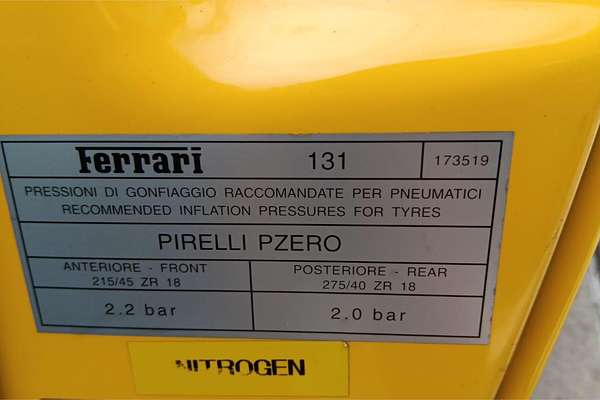 Ferrari 131 173519
PRESSIONI DI GONFIAGGIO RACCOMANDATE PER PNEUMATICI
RECOMMENDED INFLATION PRESSURES FOR TYRES
PIRELLI PZERO
ANTERIORE - FRONT
215/45 ZR 18
POSTERIORE - REAR
275/40 ZR 18
2.2 bar
2.0 bar
NITROGEN